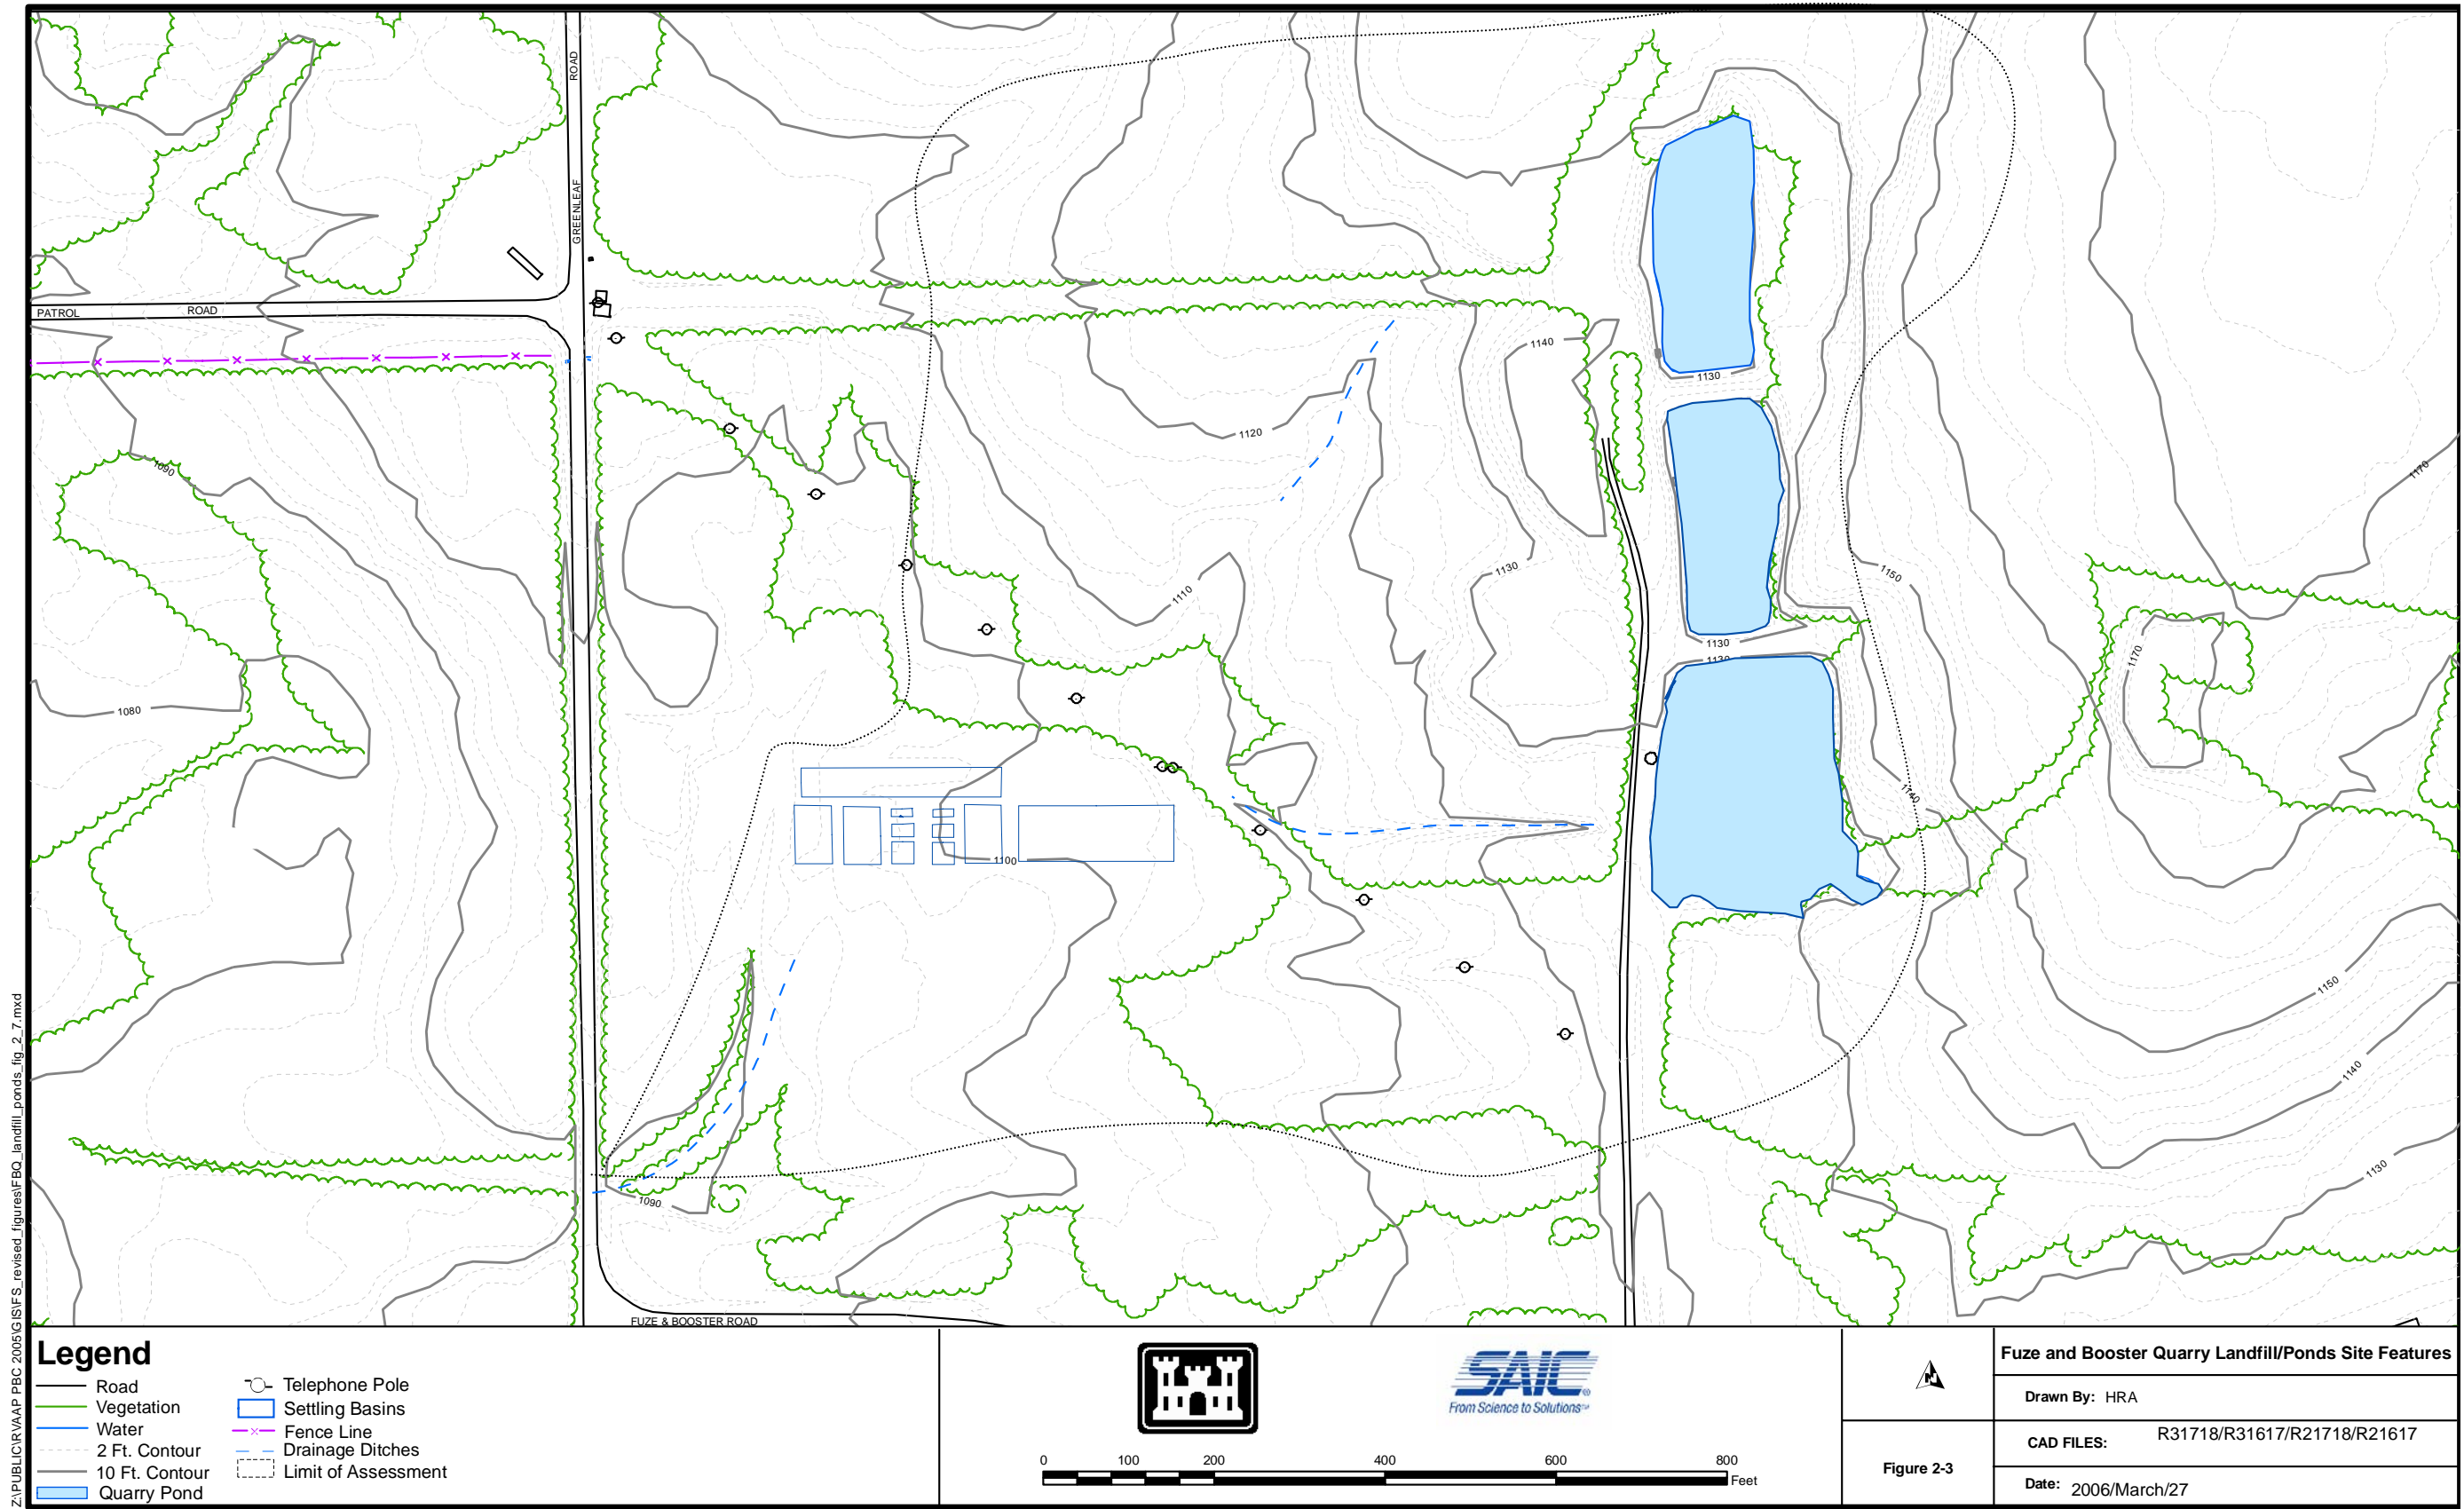 ROAD
GREENLEAF
PATROL
ROAD
1140
1130
1120
1090
1170
1150
1130
1110
1130
1130
1170
1080
1140
1100
1150
1140
1130
1090
FUZE & BOOSTER ROAD
Z:\PUBLIC\RVAAP PBC 2005\GIS\FS_revised_figures\FBQ_landfill_ponds_fig_2_7.mxd
Legend
Road
Vegetation
Water
2 Ft. Contour
10 Ft. Contour
Quarry Pond
Telephone Pole
Settling Basins
Fence Line
Drainage Ditches
Limit of Assessment
SAIC®
From Science to Solutions™
0 100 200 400 600 800
Feet
N
Figure 2-3
Fuze and Booster Quarry Landfill/Ponds Site Features
Drawn By: HRA
CAD FILES: R31718/R31617/R21718/R21617
Date: 2006/March/27